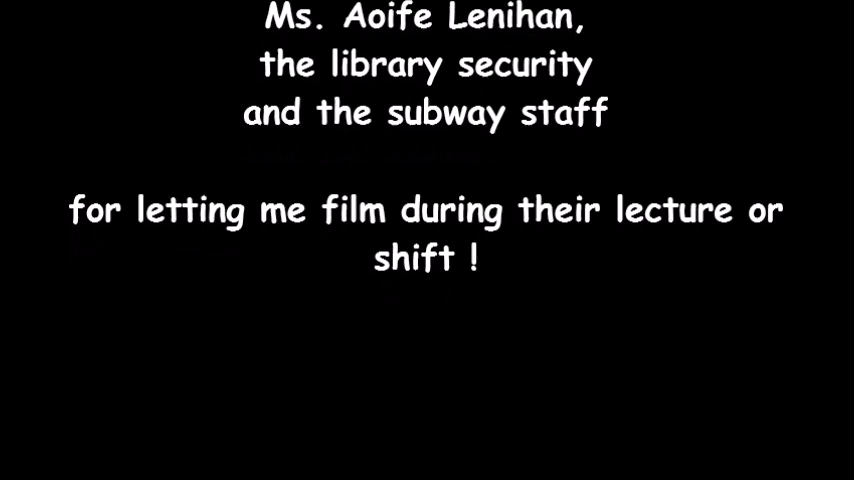 Ms. Aoife Lenihan,
the library security
and the subway staff
for letting me film during their lecture or
shift !